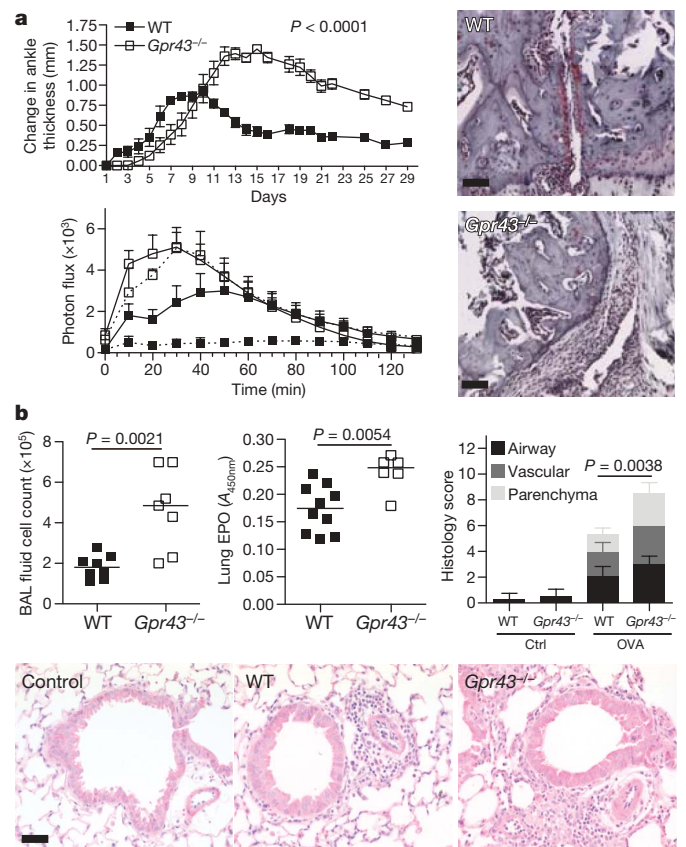 a
WT
Gpr43–/–
P < 0.0001
Change in ankle
thickness (mm)
1.75
1.50
1.25
1.00
0.75
0.50
0.25
0.00
1 3 5 7 9 11 13 15 17 19 21 23 25 27 29
Days
WT
Photon flux (×10³)
6
4
2
0
0 20 40 60 80 100 120
Time (min)
Gpr43–/–
b
BAL fluid cell count (×10⁵)
8
6
4
2
0
P = 0.0021
WT Gpr43–/–
Lung EPO (A450nm)
0.30
0.25
0.20
0.15
0.10
0.05
0.00
P = 0.0054
WT Gpr43–/–
Histology score
12
10
8
6
4
2
0
Airway
Vascular
Parenchyma
P = 0.0038
WT Gpr43–/– WT Gpr43–/–
Ctrl OVA
Control
WT
Gpr43–/–